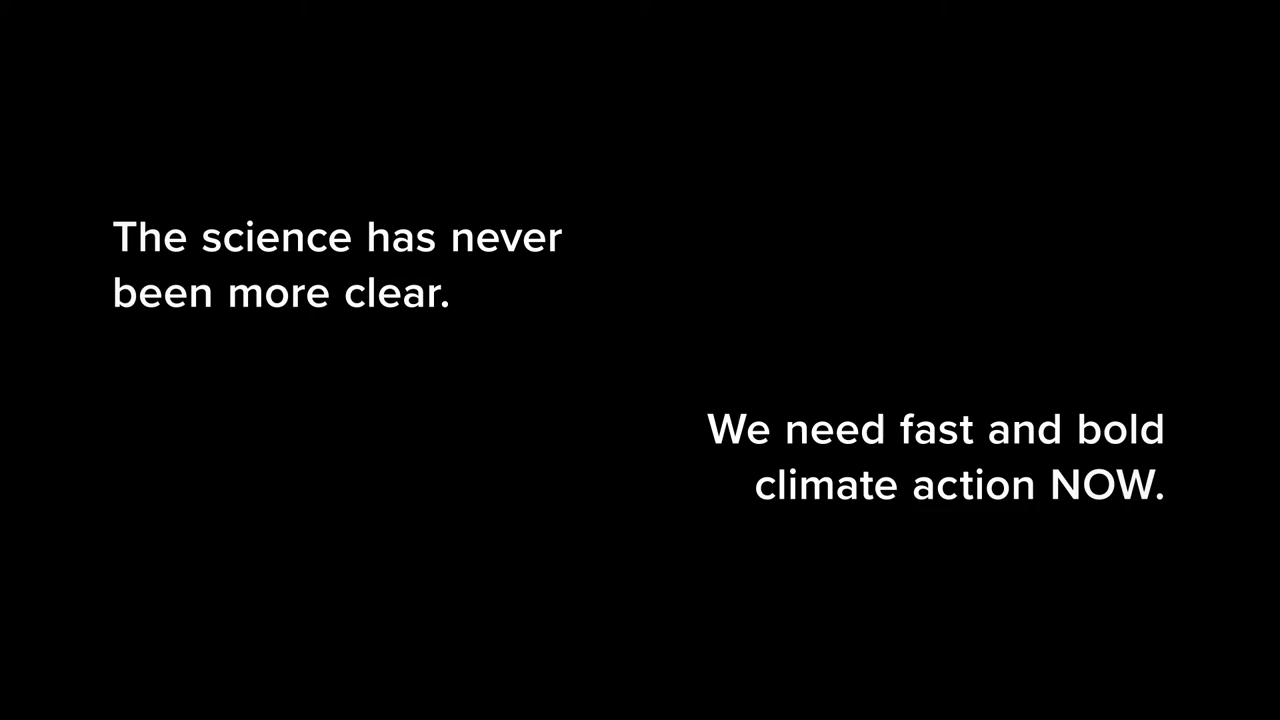 The science has never
been more clear.
We need fast and bold
climate action NOW.